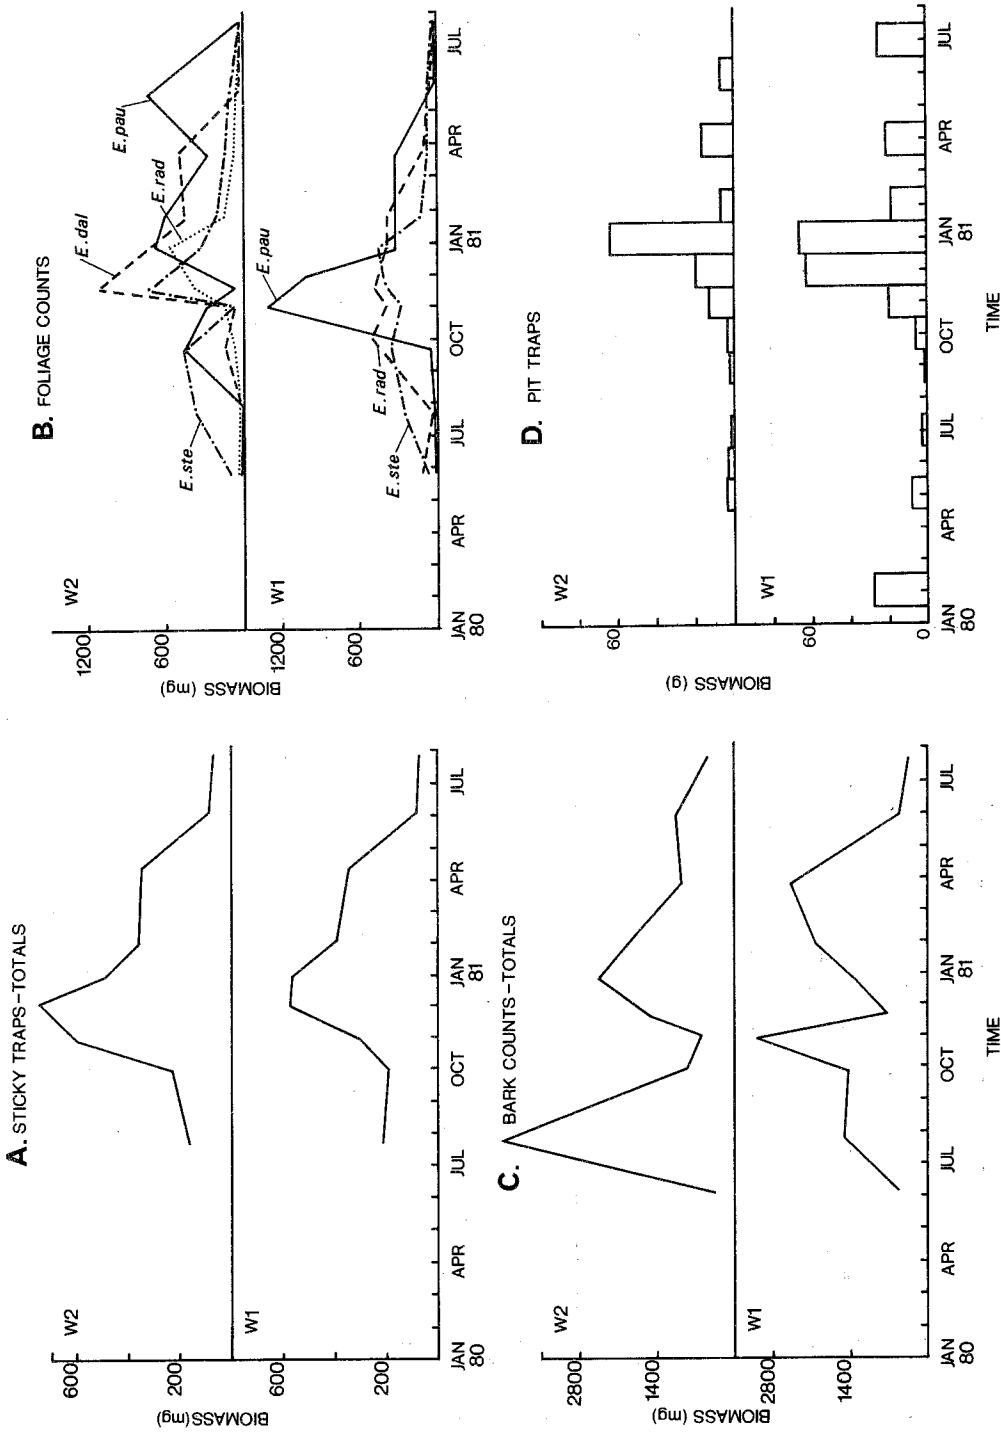 A. STICKY TRAPS-TOTALS
W2
600
200
W1
600
200
BIOMASS(mg)
JAN 80
APR
JUL
OCT
JAN 81
APR
JUL
B. FOLIAGE COUNTS
W2
1200
600
E.ste
E.dal
E.rad
E.pau
W1
1200
600
E.ste
E.rad
E.pau
BIOMASS (mg)
JAN 80
APR
JUL
OCT
JAN 81
APR
JUL
C. BARK COUNTS-TOTALS
W2
2800
1400
W1
2800
1400
BIOMASS (mg)
JAN 80
APR
JUL
OCT
JAN 81
APR
JUL
TIME
D. PIT TRAPS
W2
60
W1
60
0
BIOMASS (g)
JAN 80
APR
JUL
OCT
JAN 81
APR
JUL
TIME